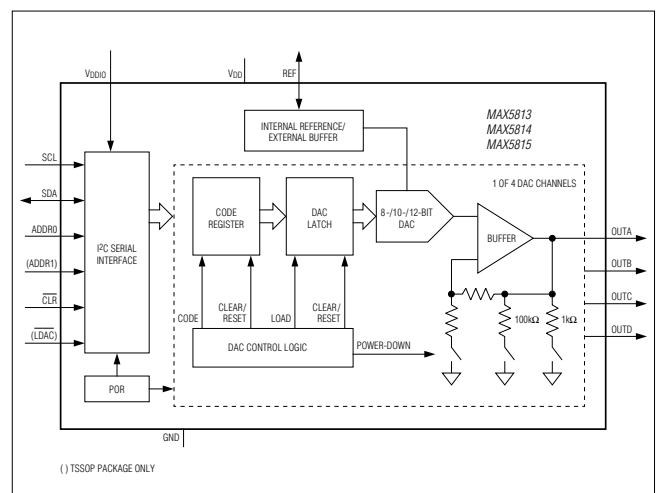 VDDIO
VDD
REF
INTERNAL REFERENCE/
EXTERNAL BUFFER
MAX5813
MAX5814
MAX5815
SCL
SDA
ADDR0
(ADDR1)
CLR
(LDAC)
I2C SERIAL
INTERFACE
1 OF 4 DAC CHANNELS
CODE
REGISTER
DAC
LATCH
8-/10-/12-BIT
DAC
BUFFER
OUTA
OUTB
OUTC
OUTD
100kΩ
1kΩ
CODE
CLEAR/
RESET
LOAD
CLEAR/
RESET
DAC CONTROL LOGIC
POWER-DOWN
POR
GND
( ) TSSOP PACKAGE ONLY